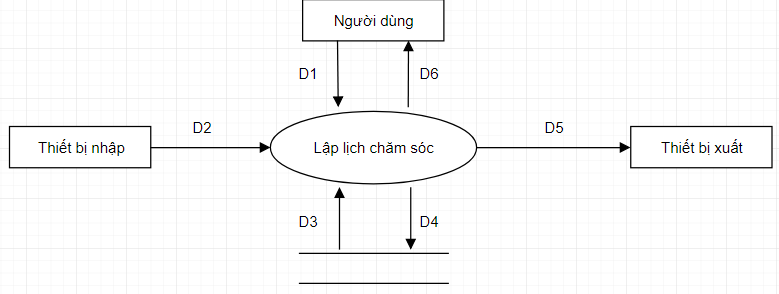 Người dùng
D1
D6
D2
D5
Thiết bị nhập
Lập lịch chăm sóc
Thiết bị xuất
D3
D4